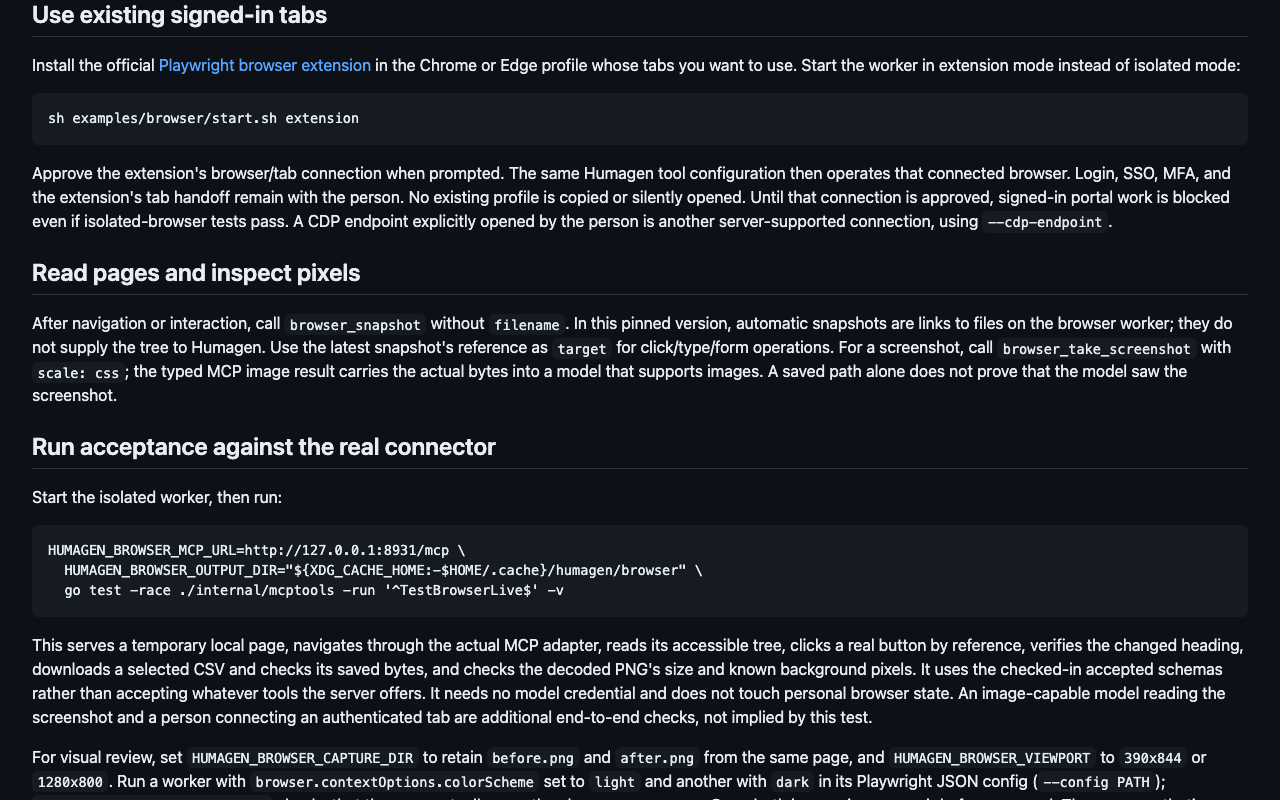 Use existing signed-in tabs
Install the official Playwright browser extension in the Chrome or Edge profile whose tabs you want to use. Start the worker in extension mode instead of isolated mode:
sh examples/browser/start.sh extension
Approve the extension's browser/tab connection when prompted. The same Humagen tool configuration then operates that connected browser. Login, SSO, MFA, and
the extension's tab handoff remain with the person. No existing profile is copied or silently opened. Until that connection is approved, signed-in portal work is blocked
even if isolated-browser tests pass. A CDP endpoint explicitly opened by the person is another server-supported connection, using --cdp-endpoint.
Read pages and inspect pixels
After navigation or interaction, call browser_snapshot without filename. In this pinned version, automatic snapshots are links to files on the browser worker; they do
not supply the tree to Humagen. Use the latest snapshot's reference as target for click/type/form operations. For a screenshot, call browser_take_screenshot with
scale: css; the typed MCP image result carries the actual bytes into a model that supports images. A saved path alone does not prove that the model saw the
screenshot.
Run acceptance against the real connector
Start the isolated worker, then run:
HUMAGEN_BROWSER_MCP_URL=http://127.0.0.1:8931/mcp \
HUMAGEN_BROWSER_OUTPUT_DIR="${XDG_CACHE_HOME:-$HOME/.cache}/humagen/browser" \
go test -race ./internal/mcptools -run '^TestBrowserLive$' -v
This serves a temporary local page, navigates through the actual MCP adapter, reads its accessible tree, clicks a real button by reference, verifies the changed heading,
downloads a selected CSV and checks its saved bytes, and checks the decoded PNG's size and known background pixels. It uses the checked-in accepted schemas
rather than accepting whatever tools the server offers. It needs no model credential and does not touch personal browser state. An image-capable model reading the
screenshot and a person connecting an authenticated tab are additional end-to-end checks, not implied by this test.
For visual review, set HUMAGEN_BROWSER_CAPTURE_DIR to retain before.png and after.png from the same page, and HUMAGEN_BROWSER_VIEWPORT to 390x844 or
1280x800. Run a worker with browser.contextOptions.colorScheme set to light and another with dark in its Playwright JSON config (--config PATH);